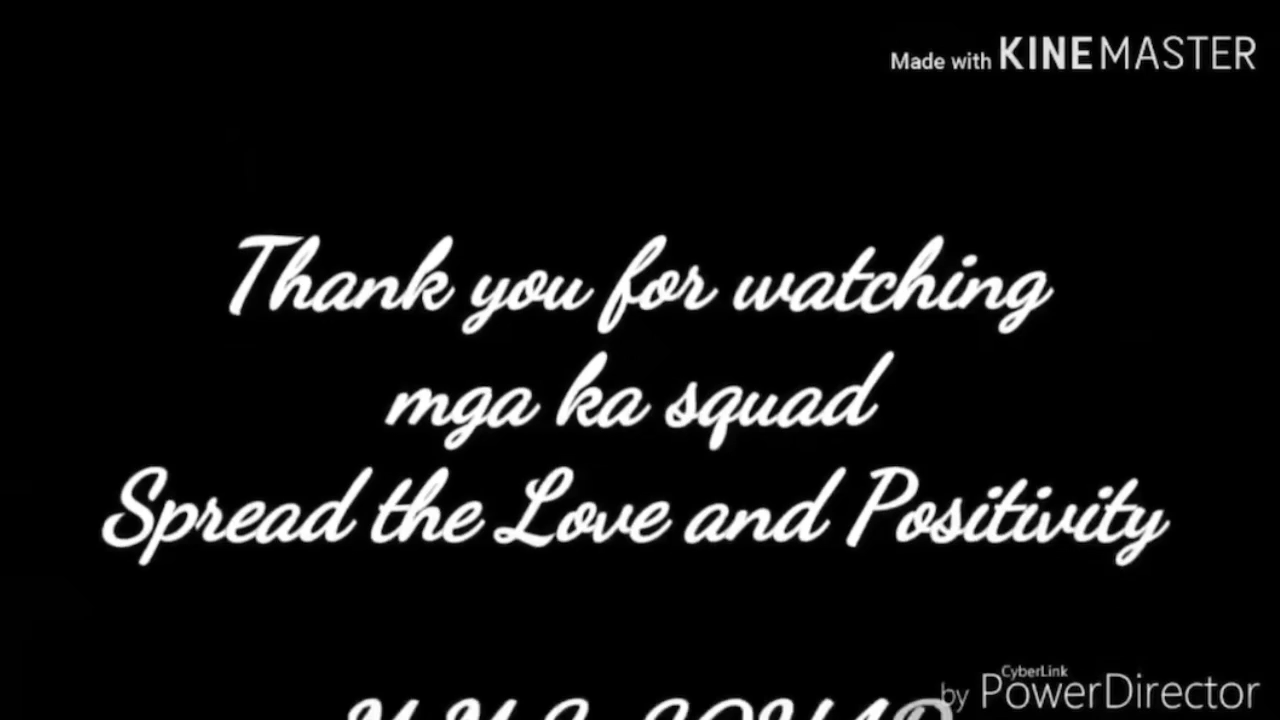 Made with KINEMASTER
Thank you for watching
mga ka squad
Spread the Love and Positivity
CyberLink
by PowerDirector